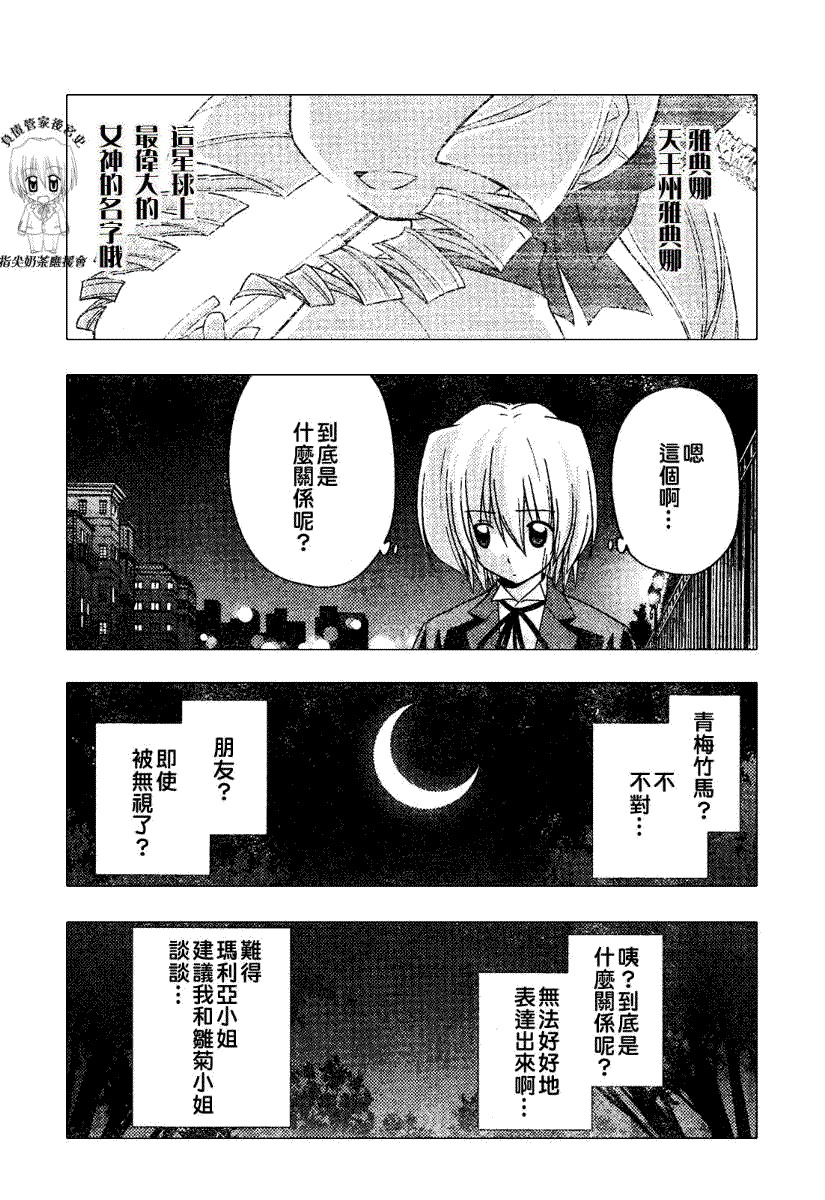 雅典娜
天王州雅典娜
這星球上
最偉大的
女神的名字哦
負債管家後宮史
指尖奶茶應援會
嗯
這個啊…
到底是
什麼關係呢？
青梅竹馬？
不
不對…
朋友？
即使
被無視了？
咦？到底是
什麼關係呢？
無法好好地
表達出來啊…
難得
瑪利亞小姐
建議我和雛菊小姐
談談…